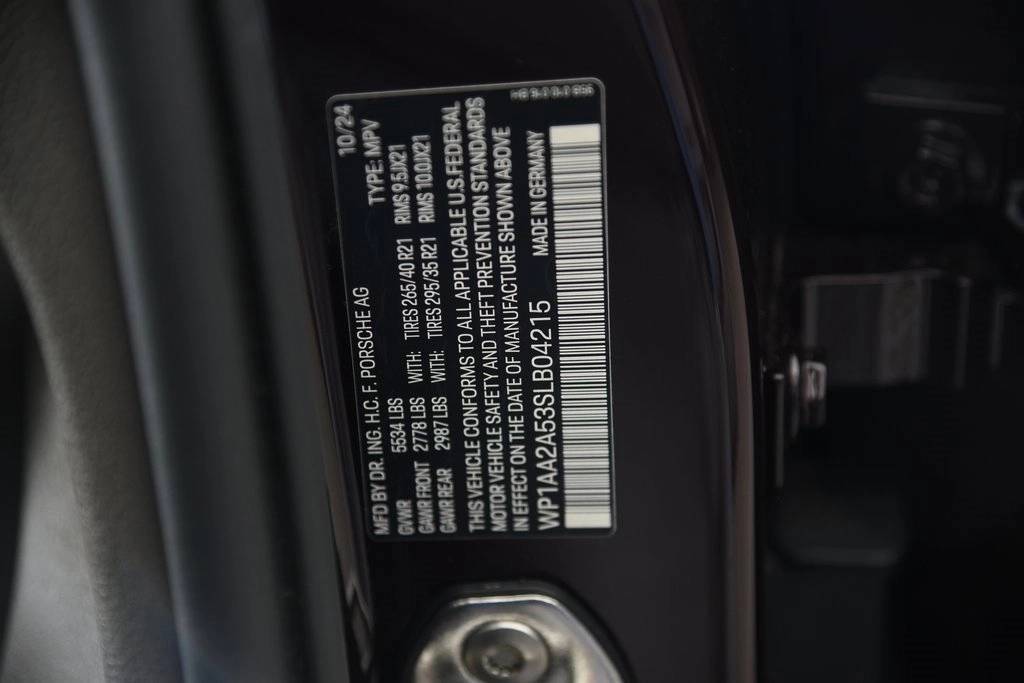 MFD BY DR. ING. H.C. F. PORSCHE AG 10/24
GVWR 5534 LBS TYPE: MPV
GAWR FRONT 2778 LBS WITH: TIRES 265/40 R21 RIMS 9.5JX21
GAWR REAR 2987 LBS WITH: TIRES 295/35 R21 RIMS 10.0JX21
THIS VEHICLE CONFORMS TO ALL APPLICABLE U.S. FEDERAL
MOTOR VEHICLE SAFETY AND THEFT PREVENTION STANDARDS
IN EFFECT ON THE DATE OF MANUFACTURE SHOWN ABOVE
WP1AA2A53SLB04215 MADE IN GERMANY